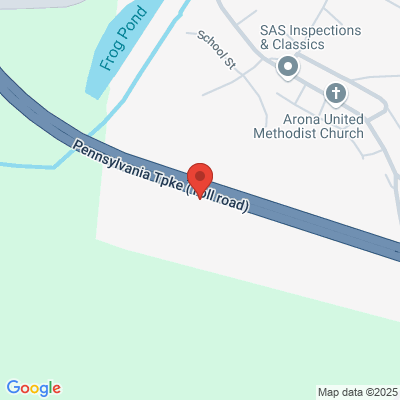 SAS Inspections
& Classics
School St
Frog Pond
Arona United
Methodist Church
Pennsylvania Tpke (Toll road)
Google
Map data ©2025